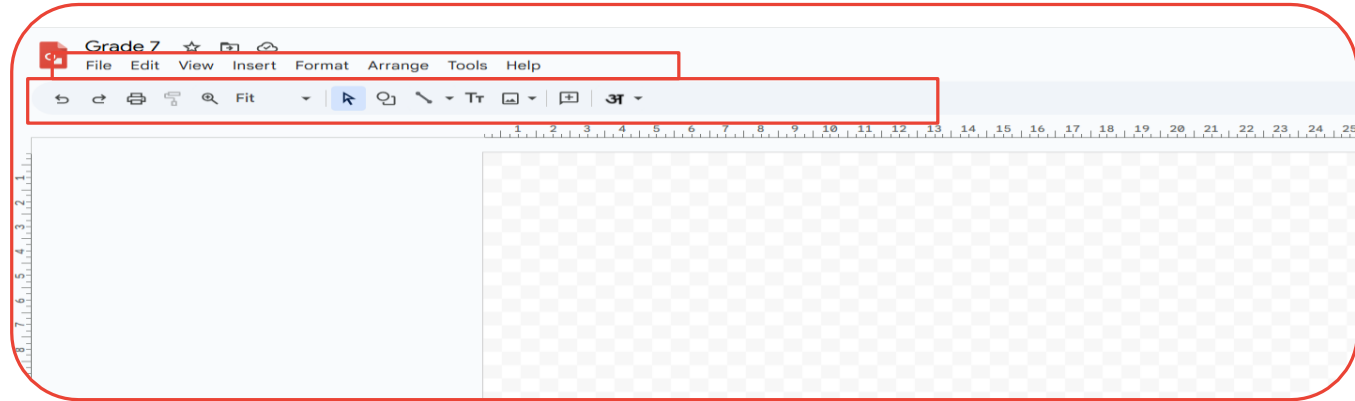 Grade 7
File Edit View Insert Format Arrange Tools Help
Fit Tт अ
1 2 3 4 5 6 7 8 9 10 11 12 13 14 15 16 17 18 19 20 21 22 23 24 25
1
2
3
4
5
6
7
8